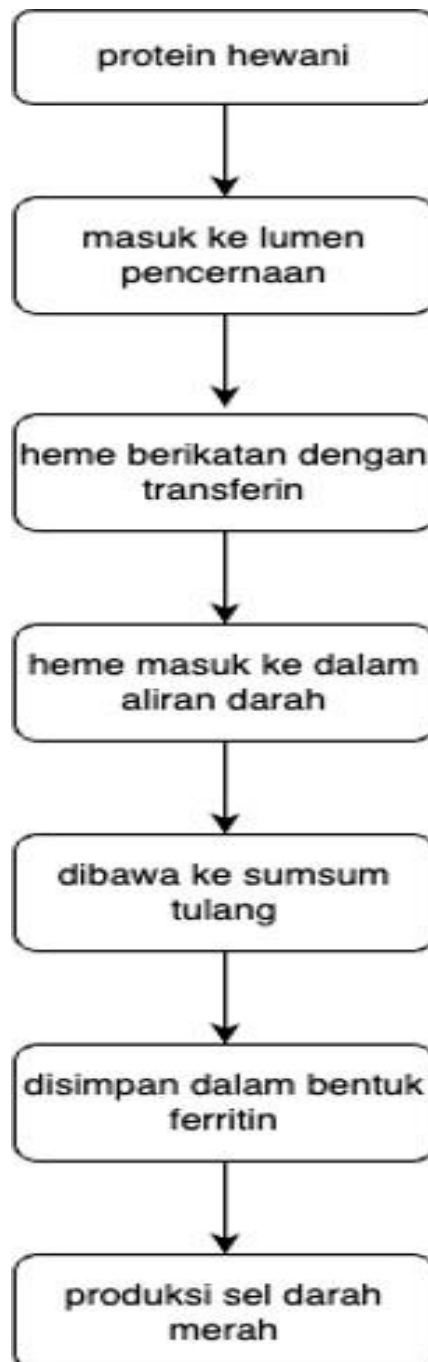 protein hewani
masuk ke lumen
pencernaan
heme berikatan dengan
transferin
heme masuk ke dalam
aliran darah
dibawa ke sumsum
tulang
disimpan dalam bentuk
ferritin
produksi sel darah
merah